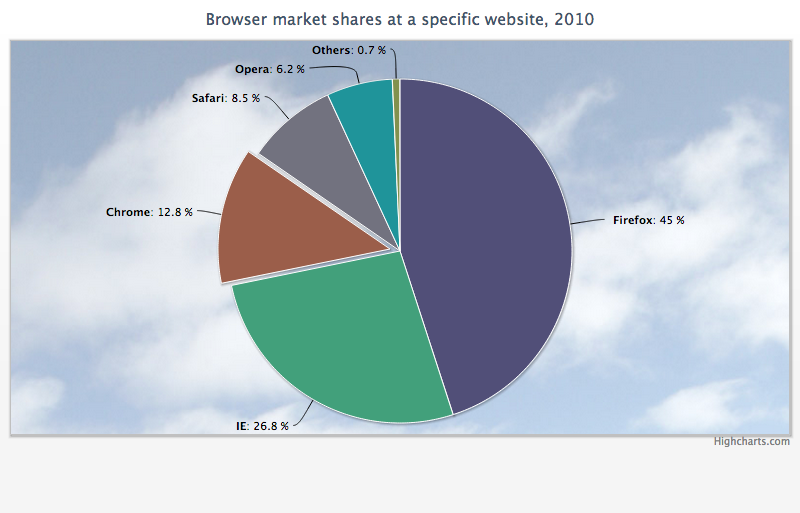 Browser market shares at a specific website, 2010
Others: 0.7 %
Opera: 6.2 %
Safari: 8.5 %
Chrome: 12.8 %
Firefox: 45 %
IE: 26.8 %
Highcharts.com